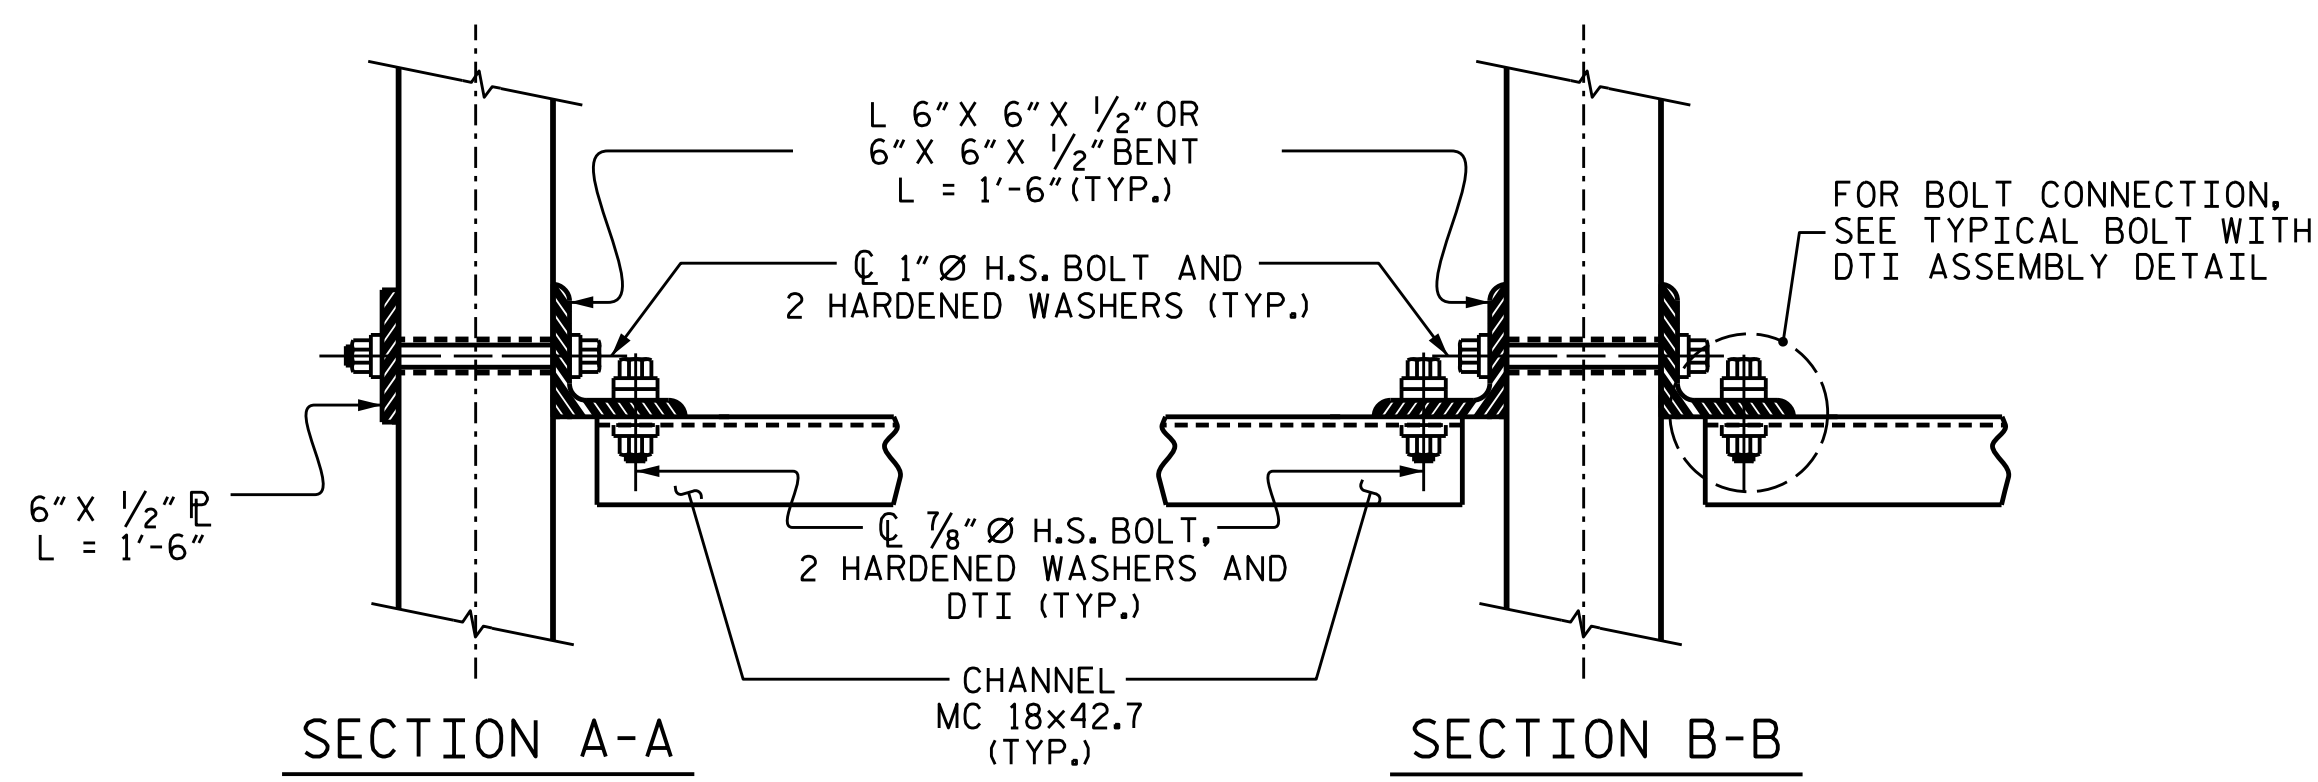 L 6" X 6" X 1/2" OR
6" X 6" X 1/2" BENT
L = 1'-6" (TYP.)
℄ 1" Ø H.S. BOLT AND
2 HARDENED WASHERS (TYP.)
FOR BOLT CONNECTION,
SEE TYPICAL BOLT WITH
DTI ASSEMBLY DETAIL
6" X 1/2" ⅊
L = 1'-6"
℄ 7/8" Ø H.S. BOLT,
2 HARDENED WASHERS AND
DTI (TYP.)
CHANNEL
MC 18x42.7
(TYP.)
SECTION A-A
SECTION B-B